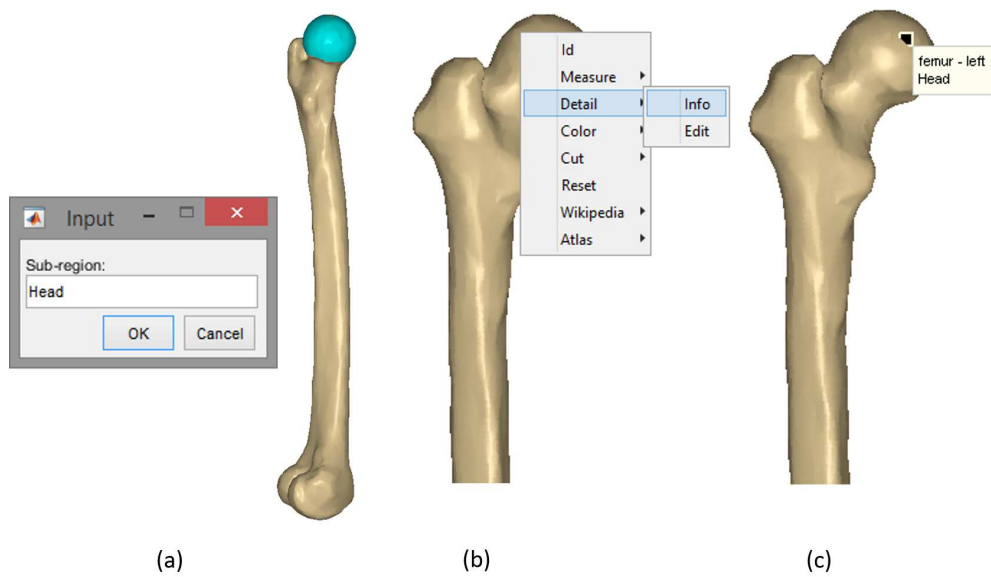 Input
Sub-region:
Head
OK
Cancel
Id
Measure
Detail
Color
Cut
Reset
Wikipedia
Atlas
Info
Edit
femur - left
Head
(a)
(b)
(c)